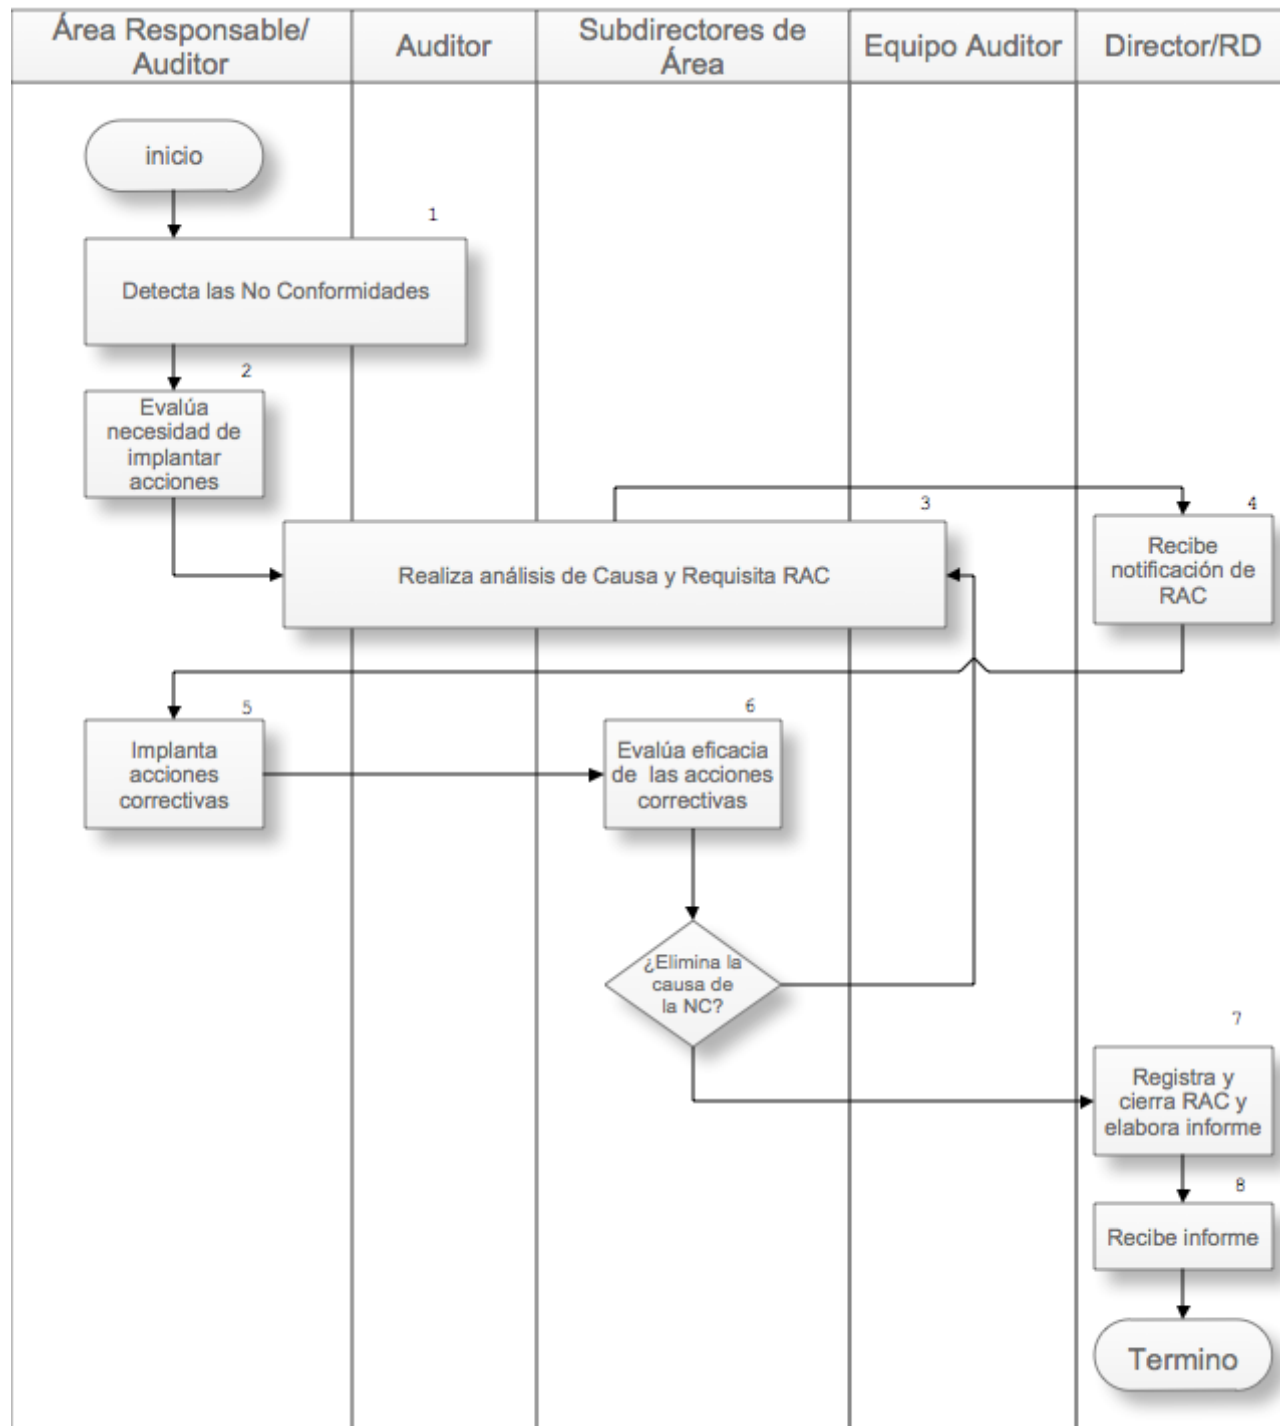 Área Responsable/
Auditor
Auditor
Subdirectores de
Área
Equipo Auditor
Director/RD
inicio
1
Detecta las No Conformidades
2
Evalúa
necesidad de
implantar
acciones
3
Realiza análisis de Causa y Requisita RAC
4
Recibe
notificación de
RAC
5
Implanta
acciones
correctivas
6
Evalúa eficacia
de las acciones
correctivas
¿Elimina la
causa de
la NC?
7
Registra y
cierra RAC y
elabora informe
8
Recibe informe
Termino